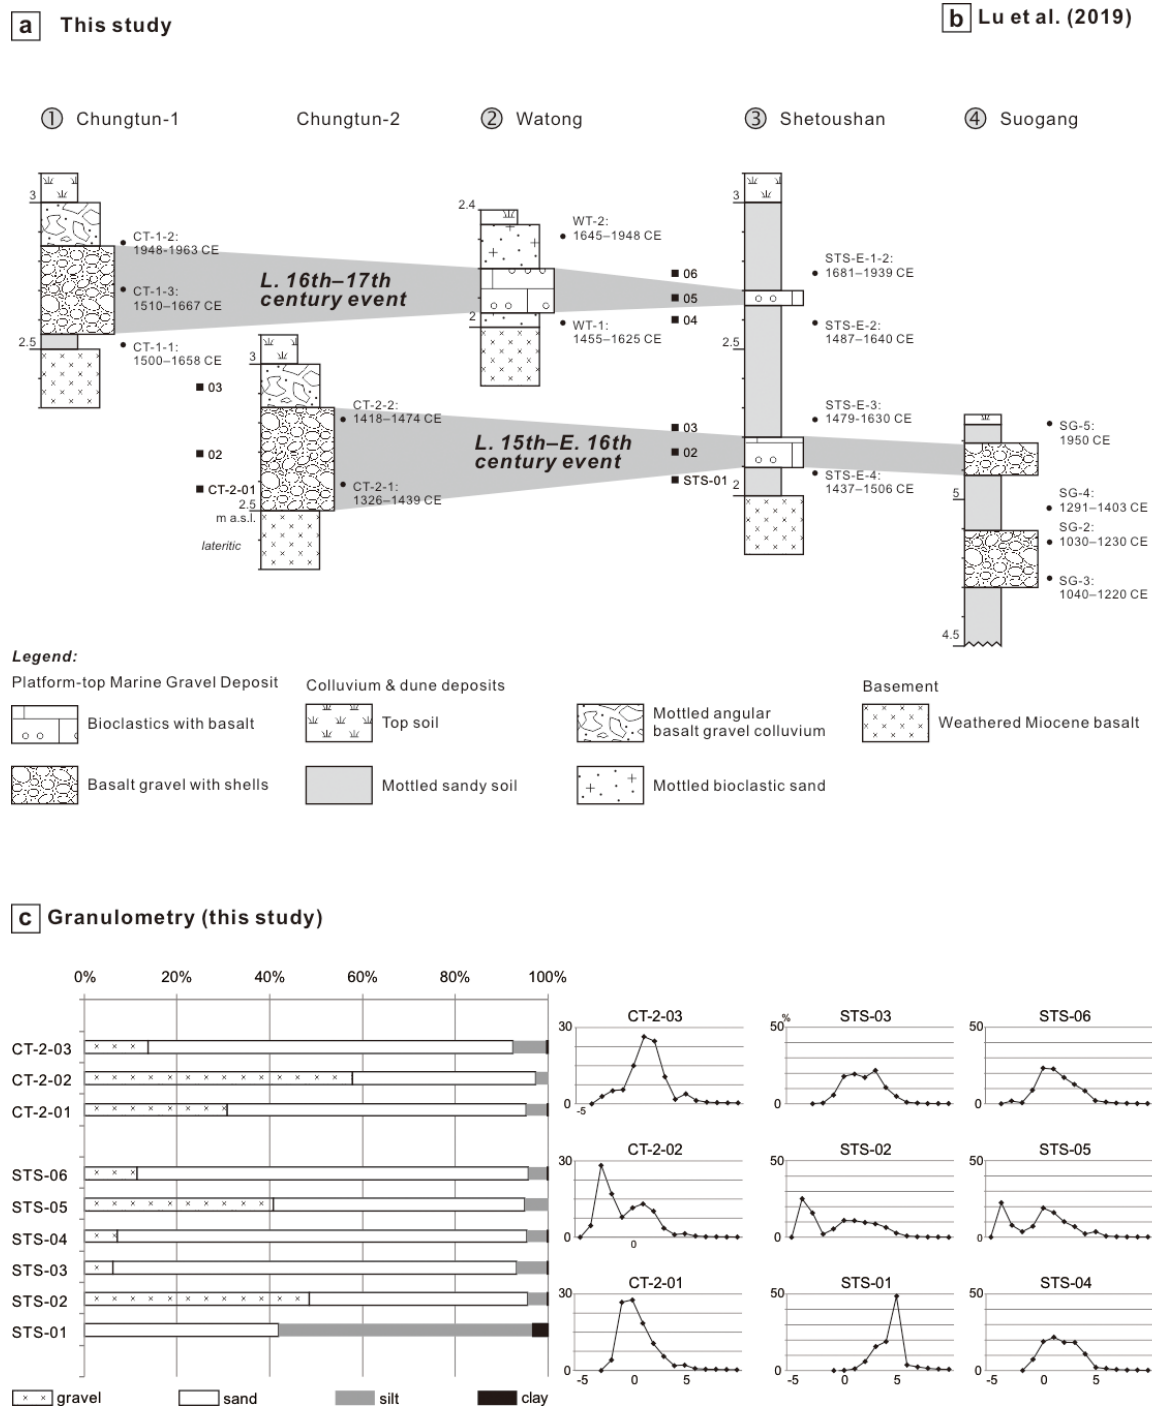 a This study
b Lu et al. (2019)
1 Chungtun-1
Chungtun-2
2 Watong
3 Shetoushan
4 Suogang
3
CT-1-2:
1948-1963 CE
CT-1-3:
1510–1667 CE
2.5
CT-1-1:
1500–1658 CE
L. 16th–17th
century event
2.4
WT-2:
1645–1948 CE
2
WT-1:
1455–1625 CE
06
05
04
3
STS-E-1-2:
1681–1939 CE
2.5
STS-E-2:
1487–1640 CE
STS-E-3:
1479-1630 CE
2
STS-E-4:
1437–1506 CE
03
02
CT-2-01
3
2.5
m a.s.l.
lateritic
CT-2-2:
1418–1474 CE
CT-2-1:
1326–1439 CE
L. 15th–E. 16th
century event
03
02
STS-01
SG-5:
1950 CE
5
SG-4:
1291–1403 CE
SG-2:
1030–1230 CE
SG-3:
1040–1220 CE
4.5
Legend:
Platform-top Marine Gravel Deposit
Bioclastics with basalt
Basalt gravel with shells
Colluvium & dune deposits
Top soil
Mottled sandy soil
Mottled angular
basalt gravel colluvium
Mottled bioclastic sand
Basement
Weathered Miocene basalt
c Granulometry (this study)
0% 20% 40% 60% 80% 100%
CT-2-03
CT-2-02
CT-2-01
STS-06
STS-05
STS-04
STS-03
STS-02
STS-01
gravel sand silt clay
CT-2-03
30
0
-5
STS-03
%
50
0
STS-06
50
0
CT-2-02
30
0
0
STS-02
50
0
STS-05
50
0
CT-2-01
30
0
-5 0 5
STS-01
50
0
-5 0 5
STS-04
50
0
-5 0 5